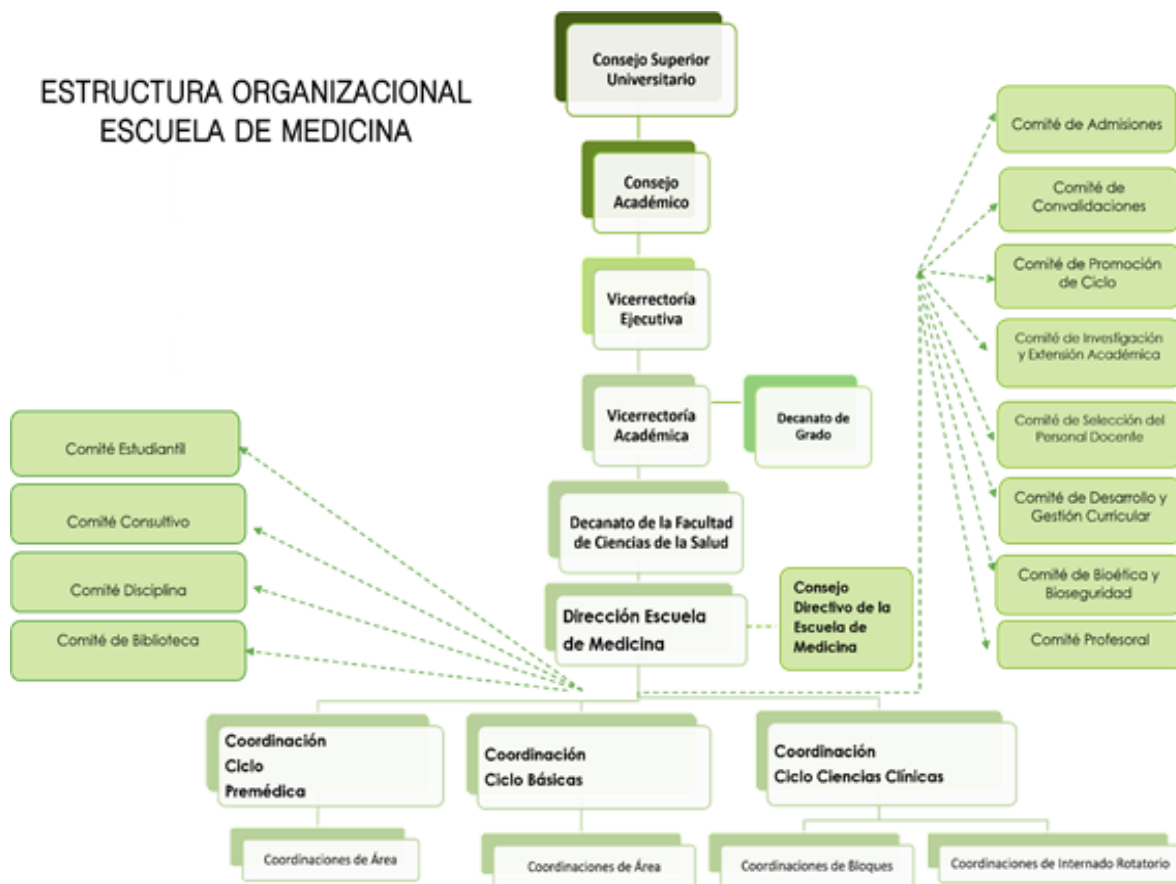 ESTRUCTURA ORGANIZACIONAL
ESCUELA DE MEDICINA
Consejo Superior
Universitario
Consejo
Académico
Vicerrectoría
Ejecutiva
Vicerrectoría
Académica
Decanato de
Grado
Decanato de la Facultad
de Ciencias de la Salud
Dirección Escuela
de Medicina
Consejo
Directivo de la
Escuela de
Medicina
Comité Estudiantil
Comité Consultivo
Comité Disciplina
Comité de Biblioteca
Comité de Admisiones
Comité de
Convalidaciones
Comité de Promoción
de Ciclo
Comité de Investigación
y Extensión Académica
Comité de Selección del
Personal Docente
Comité de Desarrollo y
Gestión Curricular
Comité de Bioética y
Bioseguridad
Comité Profesoral
Coordinación
Ciclo
Premédica
Coordinación
Ciclo Básicas
Coordinación
Ciclo Ciencias Clínicas
Coordinaciones de Área
Coordinaciones de Área
Coordinaciones de Bloques
Coordinaciones de Internado Rotatorio